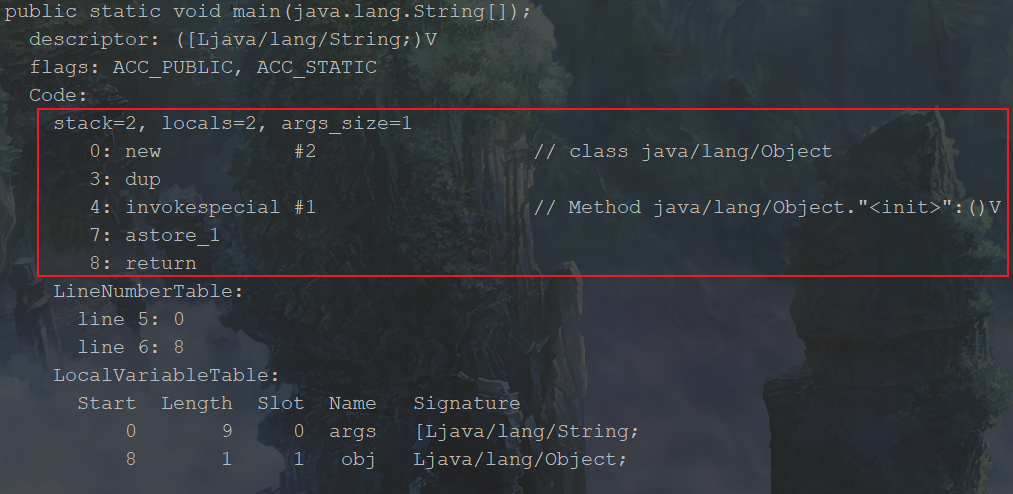 public static void main(java.lang.String[]);
  descriptor: ([Ljava/lang/String;)V
  flags: ACC_PUBLIC, ACC_STATIC
  Code:
    stack=2, locals=2, args_size=1
       0: new           #2                  // class java/lang/Object
       3: dup
       4: invokespecial #1                  // Method java/lang/Object."<init>":()V
       7: astore_1
       8: return
    LineNumberTable:
      line 5: 0
      line 6: 8
    LocalVariableTable:
      Start  Length  Slot  Name   Signature
          0       9     0  args   [Ljava/lang/String;
          8       1     1   obj   Ljava/lang/Object;